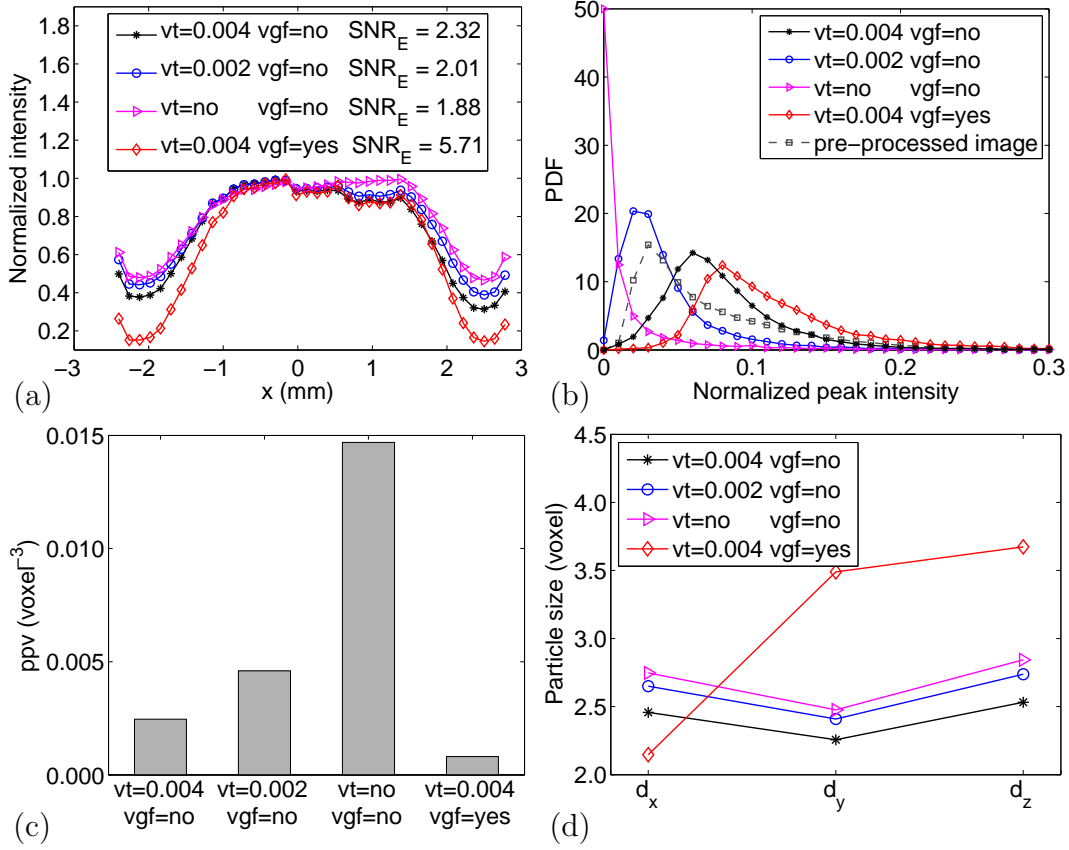 1.8
1.6
1.4
1.2
1.0
0.8
0.6
0.4
0.2
Normalized intensity
vt=0.004 vgf=no SNR_E = 2.32
vt=0.002 vgf=no SNR_E = 2.01
vt=no vgf=no SNR_E = 1.88
vt=0.004 vgf=yes SNR_E = 5.71
−3 −2 −1 0 1 2 3
x (mm)
(a)
50
40
30
20
10
0
PDF
vt=0.004 vgf=no
vt=0.002 vgf=no
vt=no vgf=no
vt=0.004 vgf=yes
pre−processed image
0 0.1 0.2 0.3
Normalized peak intensity
(b)
0.015
0.010
0.005
0.000
ppv (voxel⁻³)
vt=0.004 vt=0.002 vt=no vt=0.004
vgf=no vgf=no vgf=no vgf=yes
(c)
4.5
4.0
3.5
3.0
2.5
2.0
Particle size (voxel)
vt=0.004 vgf=no
vt=0.002 vgf=no
vt=no vgf=no
vt=0.004 vgf=yes
d_x d_y d_z
(d)